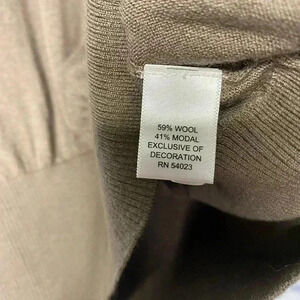 59% WOOL
41% MODAL
EXCLUSIVE OF
DECORATION
RN 54023